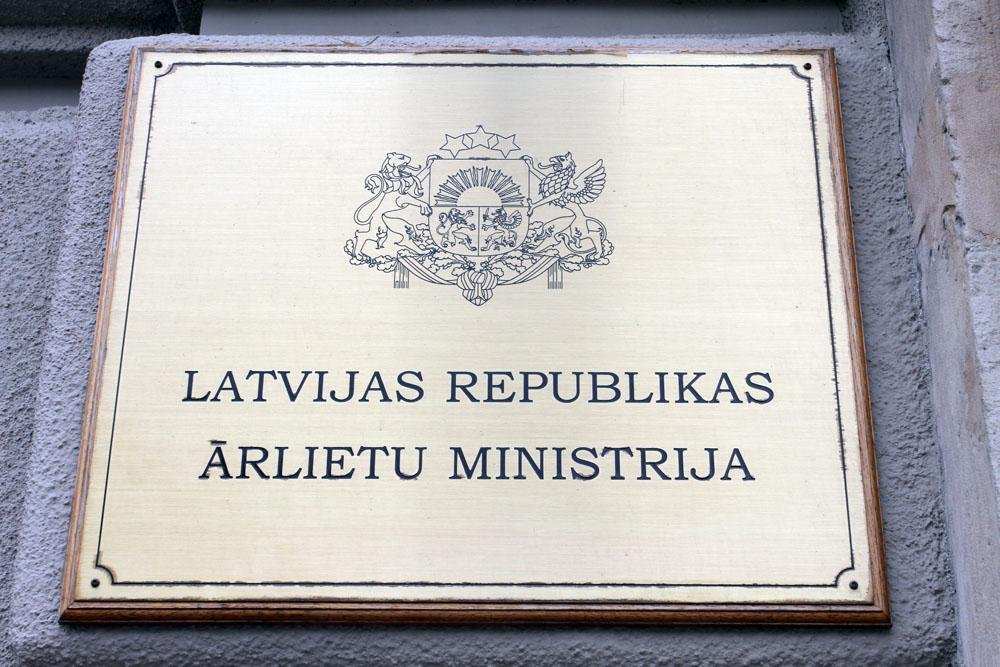 LATVIJAS REPUBLIKAS
ĀRLIETU MINISTRIJA